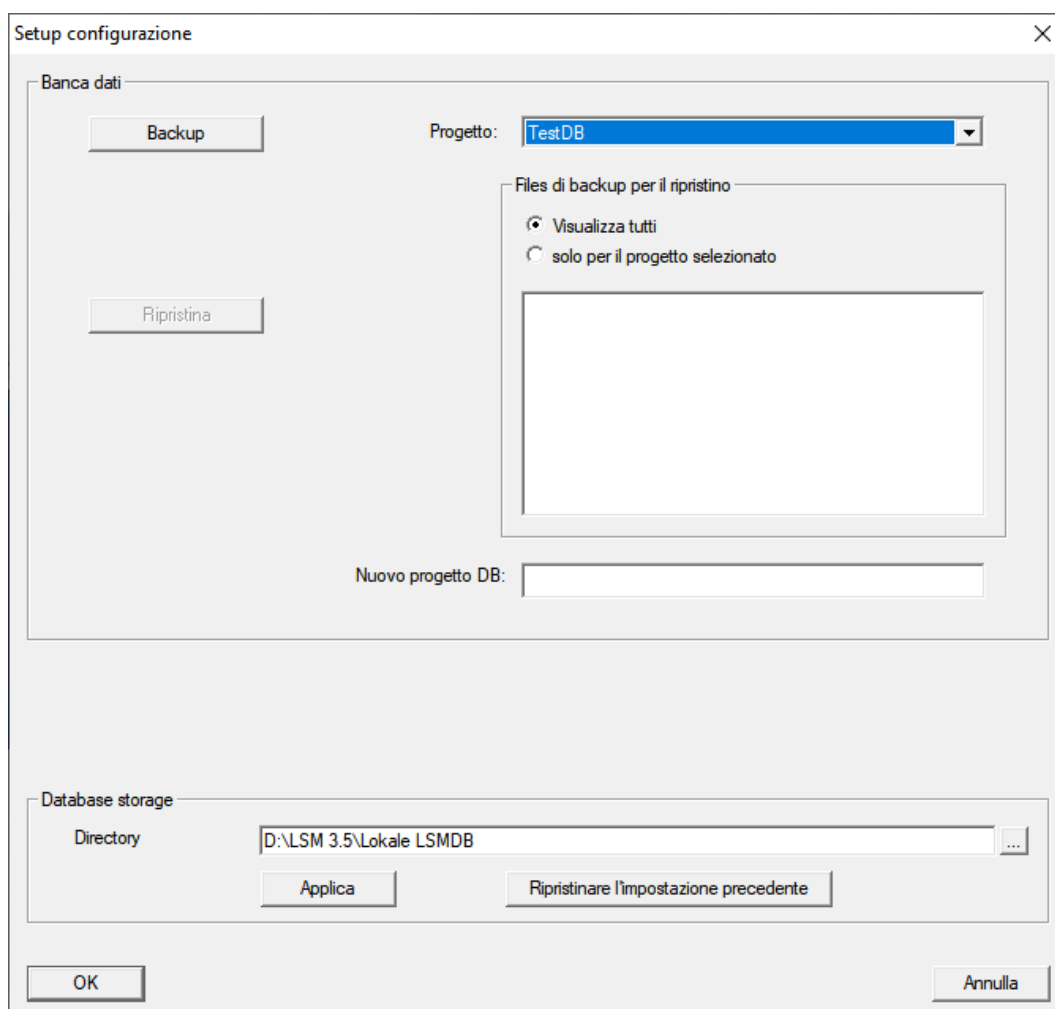 Setup configurazione
Banca dati
Backup
Progetto:
TestDB
Files di backup per il ripristino
Visualizza tutti
solo per il progetto selezionato
Ripristina
Nuovo progetto DB:
Database storage
Directory
D:\LSM 3.5\Lokale LSMDB
...
Applica
Ripristinare l'impostazione precedente
OK
Annulla